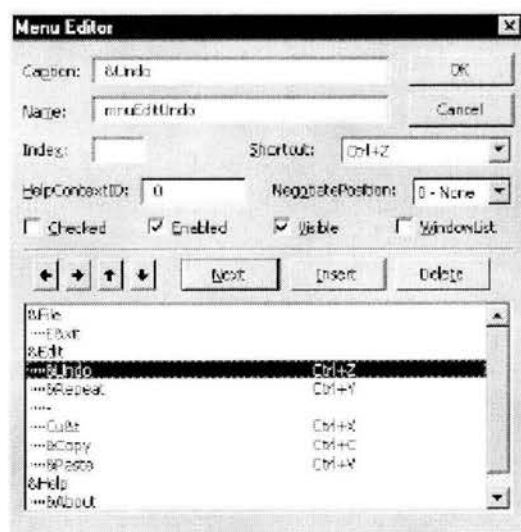 Menu Editor
Caption: &Undo
OK
Name: mnuEditUndo
Cancel
Index:
Shortcut: Ctrl+Z
HelpContextID: 0
NegotiatePosition: 0 - None
Checked
Enabled
Visible
WindowList
Next
Insert
Delete
&File
····E&xit
&Edit
····&Undo Ctrl+Z
····&Repeat Ctrl+Y
····-
····Cu&t Ctrl+X
····&Copy Ctrl+C
····&Paste Ctrl+V
&Help
····&About